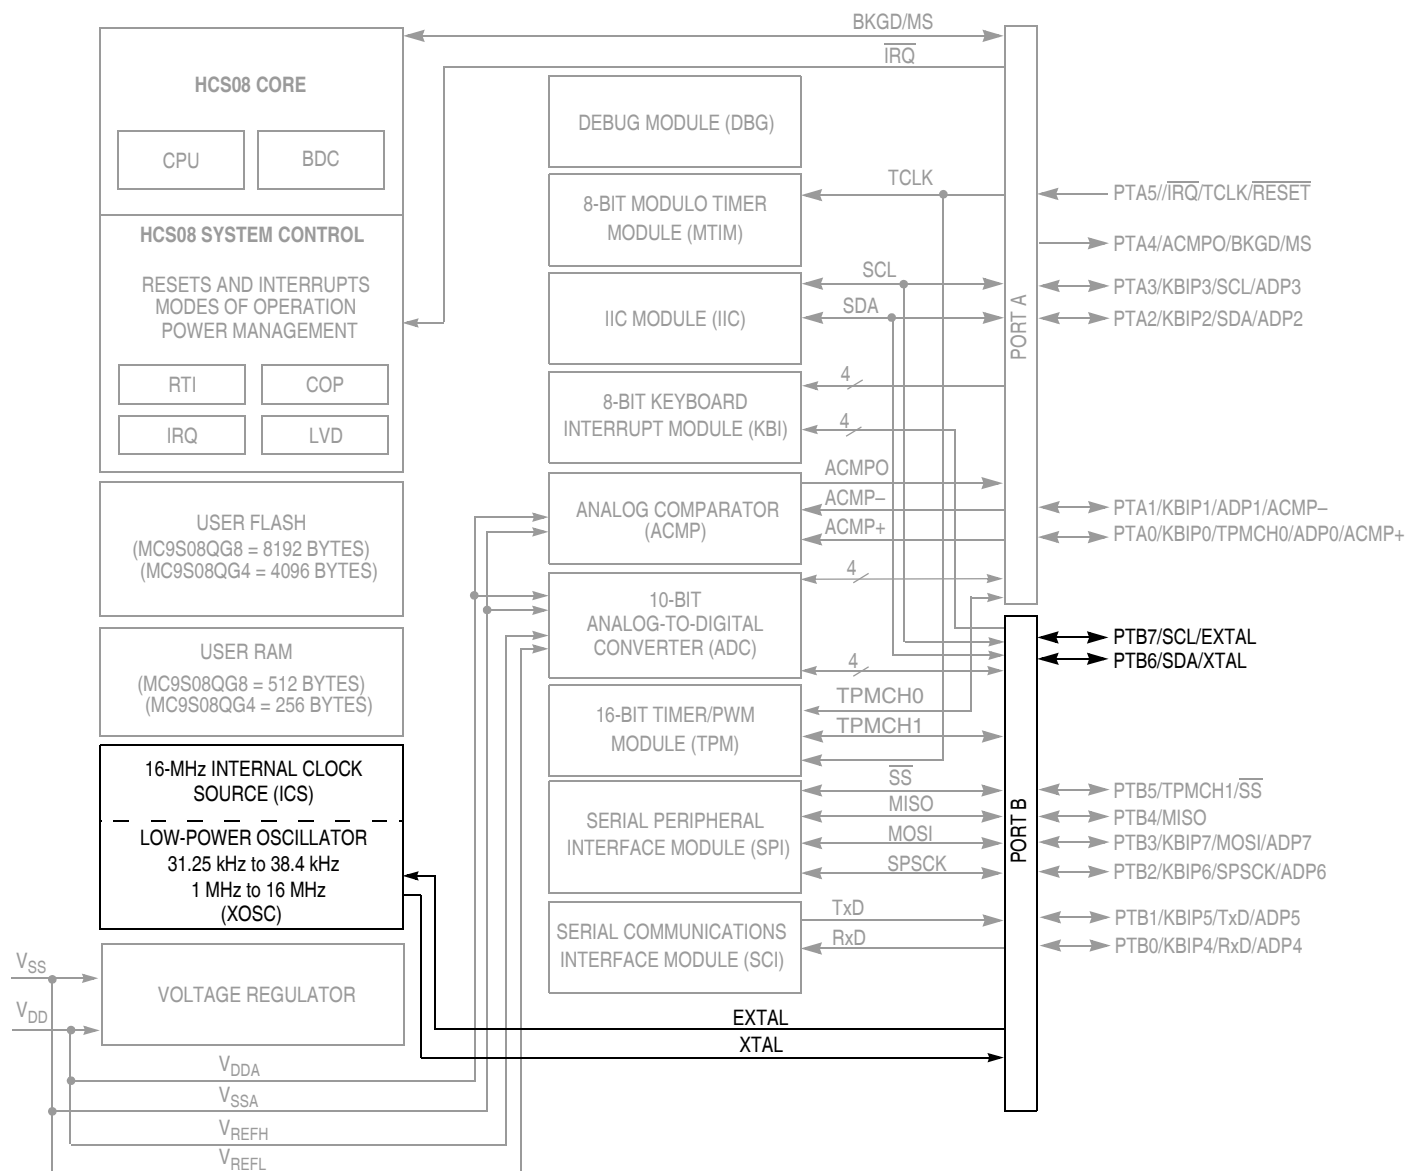 BKGD/MS
IRQ
HCS08 CORE
CPU
BDC
HCS08 SYSTEM CONTROL
RESETS AND INTERRUPTS
MODES OF OPERATION
POWER MANAGEMENT
RTI
COP
IRQ
LVD
USER FLASH
(MC9S08QG8 = 8192 BYTES)
(MC9S08QG4 = 4096 BYTES)
USER RAM
(MC9S08QG8 = 512 BYTES)
(MC9S08QG4 = 256 BYTES)
16-MHz INTERNAL CLOCK
SOURCE (ICS)
LOW-POWER OSCILLATOR
31.25 kHz to 38.4 kHz
1 MHz to 16 MHz
(XOSC)
VSS
VDD
VOLTAGE REGULATOR
VDDA
VSSA
VREFH
VREFL
DEBUG MODULE (DBG)
8-BIT MODULO TIMER
MODULE (MTIM)
TCLK
IIC MODULE (IIC)
SCL
SDA
8-BIT KEYBOARD
INTERRUPT MODULE (KBI)
4
4
ANALOG COMPARATOR
(ACMP)
ACMPO
ACMP–
ACMP+
10-BIT
ANALOG-TO-DIGITAL
CONVERTER (ADC)
4
4
16-BIT TIMER/PWM
MODULE (TPM)
TPMCH0
TPMCH1
SERIAL PERIPHERAL
INTERFACE MODULE (SPI)
SS
MISO
MOSI
SPSCK
SERIAL COMMUNICATIONS
INTERFACE MODULE (SCI)
TxD
RxD
EXTAL
XTAL
PORT A
PTA5//IRQ/TCLK/RESET
PTA4/ACMPO/BKGD/MS
PTA3/KBIP3/SCL/ADP3
PTA2/KBIP2/SDA/ADP2
PTA1/KBIP1/ADP1/ACMP–
PTA0/KBIP0/TPMCH0/ADP0/ACMP+
PORT B
PTB7/SCL/EXTAL
PTB6/SDA/XTAL
PTB5/TPMCH1/SS
PTB4/MISO
PTB3/KBIP7/MOSI/ADP7
PTB2/KBIP6/SPSCK/ADP6
PTB1/KBIP5/TxD/ADP5
PTB0/KBIP4/RxD/ADP4